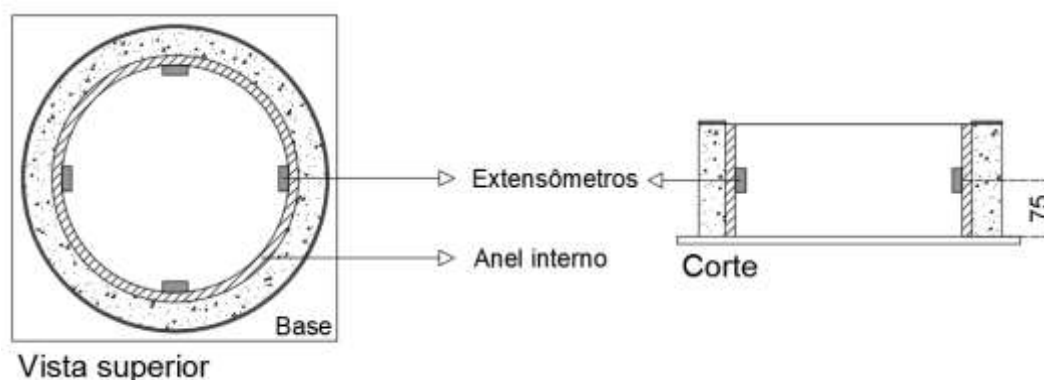 Extensômetros
Anel interno
Base
Vista superior
75
Corte